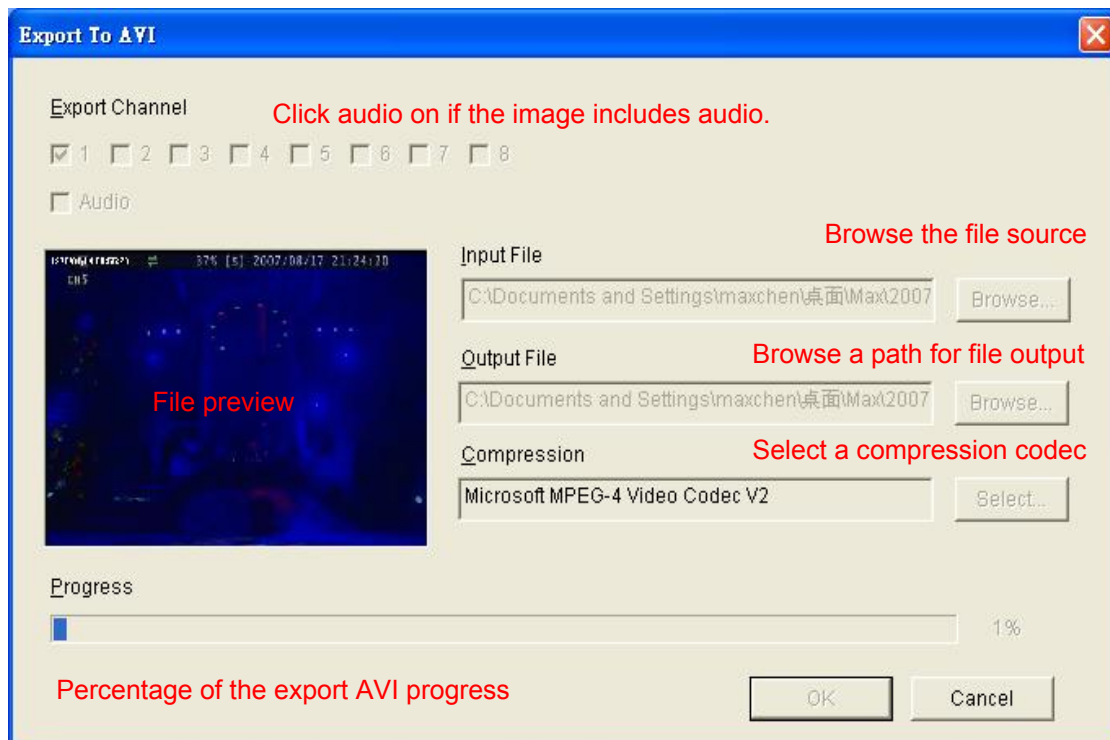 Export To AVI
Export Channel
Click audio on if the image includes audio.
1 2 3 4 5 6 7 8
Audio
Browse the file source
Input File
C:\Documents and Settings\maxchen\桌面\Max\2007
Browse...
37% [S] 2007/08/17 21:24:20
CH5
File preview
Browse a path for file output
Output File
C:\Documents and Settings\maxchen\桌面\Max\2007
Browse...
Select a compression codec
Compression
Microsoft MPEG-4 Video Codec V2
Select...
Progress
1%
Percentage of the export AVI progress
OK
Cancel